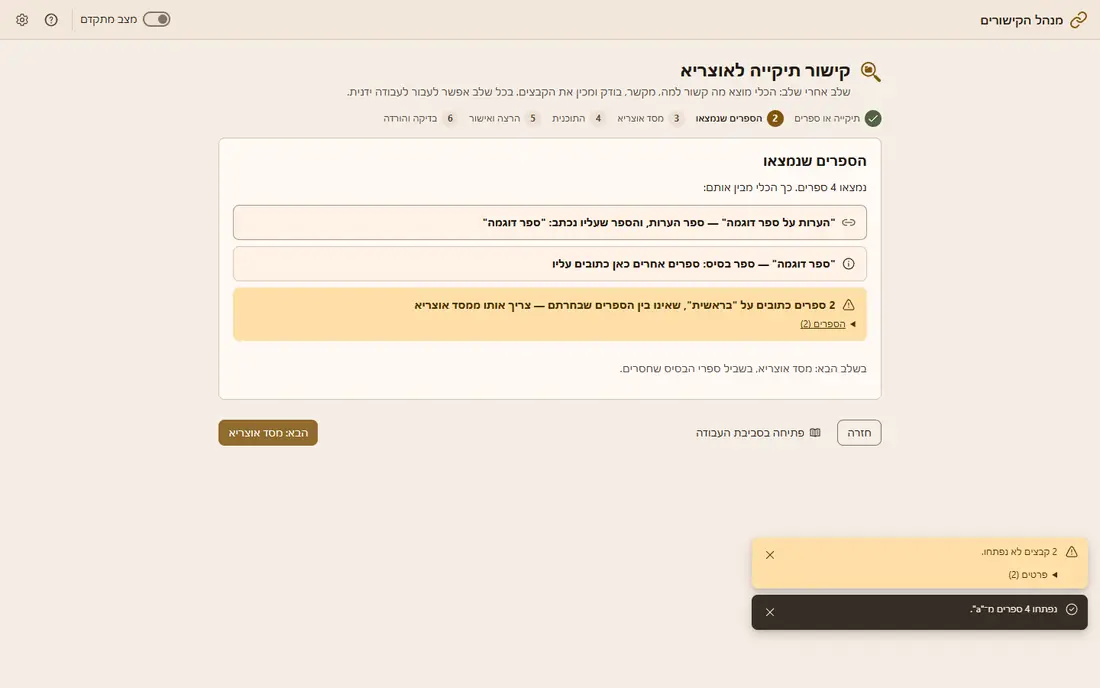 מנהל הקישורים
מצב מתקדם
קישור תיקייה לאוצריא
שלב אחרי שלב: הכלי מוצא מה קשור למה, מקשר, בודק ומכין את הקבצים. בכל שלב אפשר לעבור לעבודה ידנית.
תיקייה או ספרים 2 הספרים שנמצאו 3 מסד אוצריא 4 התוכנית 5 הרצה ואישור 6 בדיקה והורדה
הספרים שנמצאו
נמצאו 4 ספרים. כך הכלי מבין אותם:
"הערות על ספר דוגמה" — ספר הערות, והספר שעליו נכתב: "ספר דוגמה"
"ספר דוגמה" — ספר בסיס: ספרים אחרים כאן כתובים עליו
2 ספרים כתובים על "בראשית", שאינו בין הספרים שבחרתם — צריך אותו ממסד אוצריא
הספרים (2)
בשלב הבא: מסד אוצריא, בשביל ספרי הבסיס שחסרים.
חזרה
פתיחה בסביבת העבודה
הבא: מסד אוצריא
2 קבצים לא נפתחו.
פרטים (2)
נפתחו 4 ספרים מ־"a".